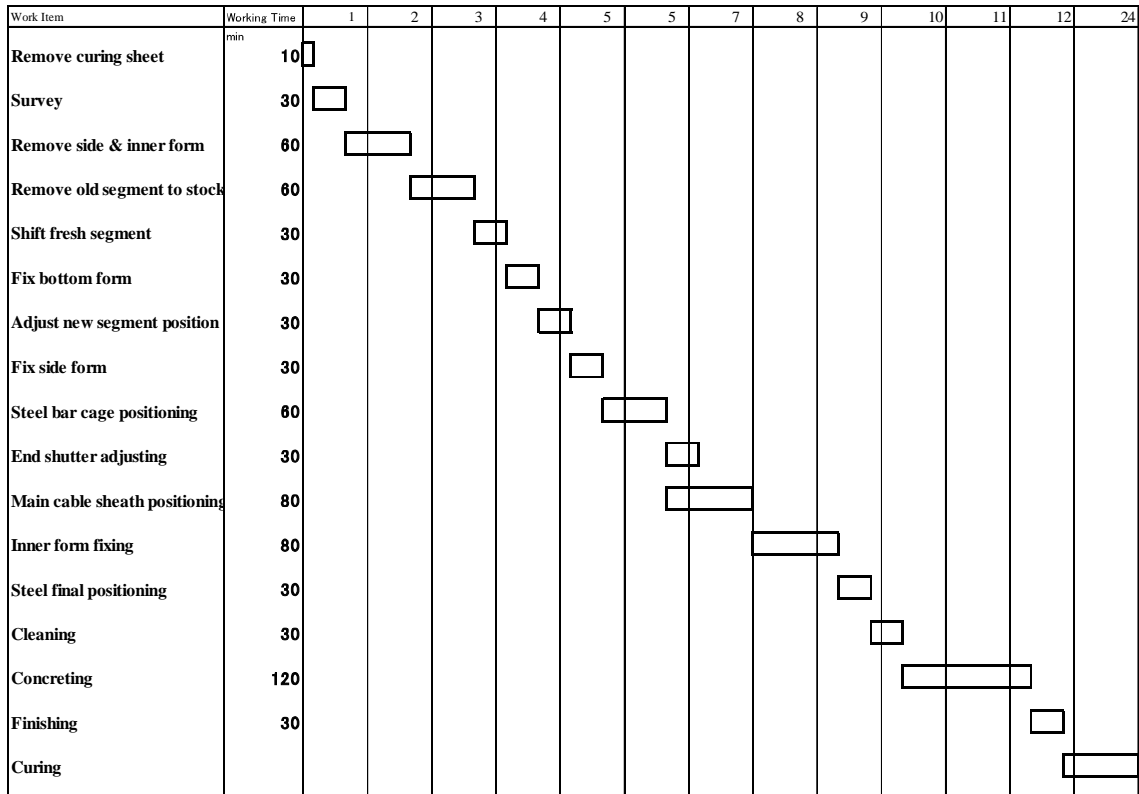 Work Item Working Time 1 2 3 4 5 5 7 8 9 10 11 12 24
min
Remove curing sheet 10
Survey 30
Remove side & inner form 60
Remove old segment to stock 60
Shift fresh segment 30
Fix bottom form 30
Adjust new segment position 30
Fix side form 30
Steel bar cage positioning 60
End shutter adjusting 30
Main cable sheath positioning 80
Inner form fixing 80
Steel final positioning 30
Cleaning 30
Concreting 120
Finishing 30
Curing